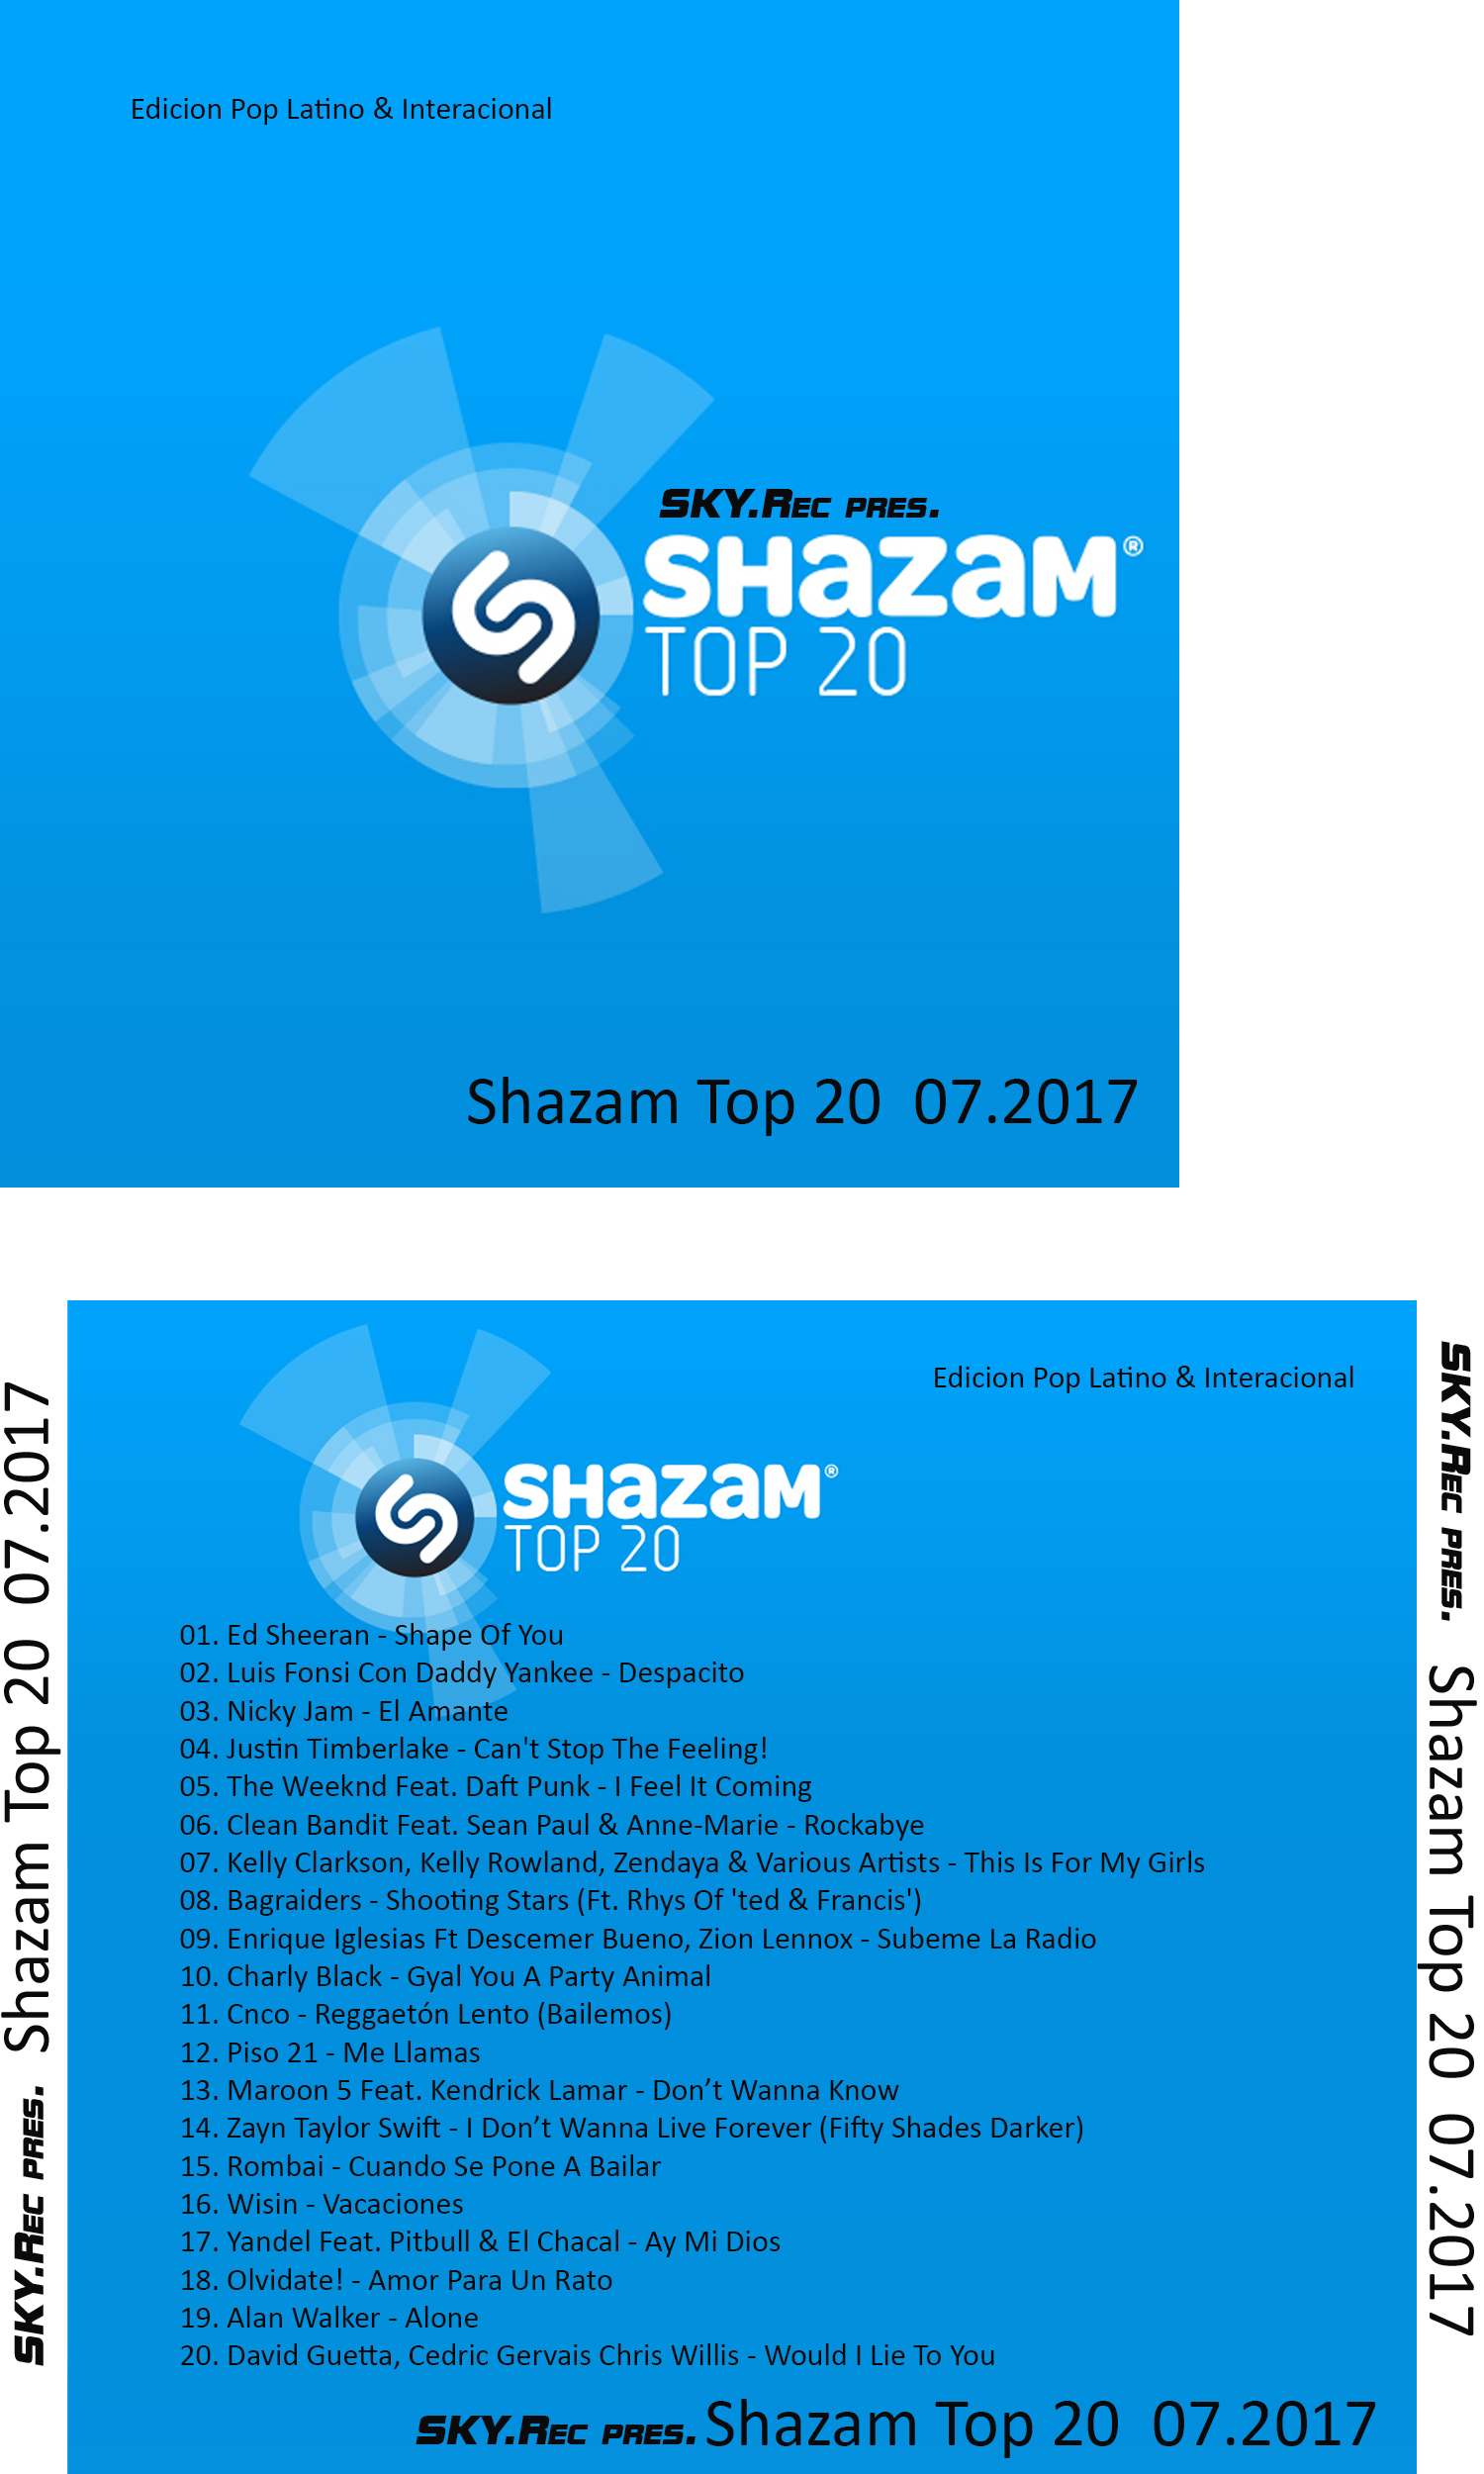 Edicion Pop Latino & Interacional
SKY.Rec pres.
SHaZaM®
TOP 20
Shazam Top 20  07.2017
Edicion Pop Latino & Interacional
SHaZaM®
TOP 20
01. Ed Sheeran - Shape Of You
02. Luis Fonsi Con Daddy Yankee - Despacito
03. Nicky Jam - El Amante
04. Justin Timberlake - Can't Stop The Feeling!
05. The Weeknd Feat. Daft Punk - I Feel It Coming
06. Clean Bandit Feat. Sean Paul & Anne-Marie - Rockabye
07. Kelly Clarkson, Kelly Rowland, Zendaya & Various Artists - This Is For My Girls
08. Bagraiders - Shooting Stars (Ft. Rhys Of 'ted & Francis')
09. Enrique Iglesias Ft Descemer Bueno, Zion Lennox - Subeme La Radio
10. Charly Black - Gyal You A Party Animal
11. Cnco - Reggaetón Lento (Bailemos)
12. Piso 21 - Me Llamas
13. Maroon 5 Feat. Kendrick Lamar - Don’t Wanna Know
14. Zayn Taylor Swift - I Don’t Wanna Live Forever (Fifty Shades Darker)
15. Rombai - Cuando Se Pone A Bailar
16. Wisin - Vacaciones
17. Yandel Feat. Pitbull & El Chacal - Ay Mi Dios
18. Olvidate! - Amor Para Un Rato
19. Alan Walker - Alone
20. David Guetta, Cedric Gervais Chris Willis - Would I Lie To You
SKY.Rec pres. Shazam Top 20  07.2017
SKY.Rec pres. Shazam Top 20  07.2017
SKY.Rec pres. Shazam Top 20  07.2017